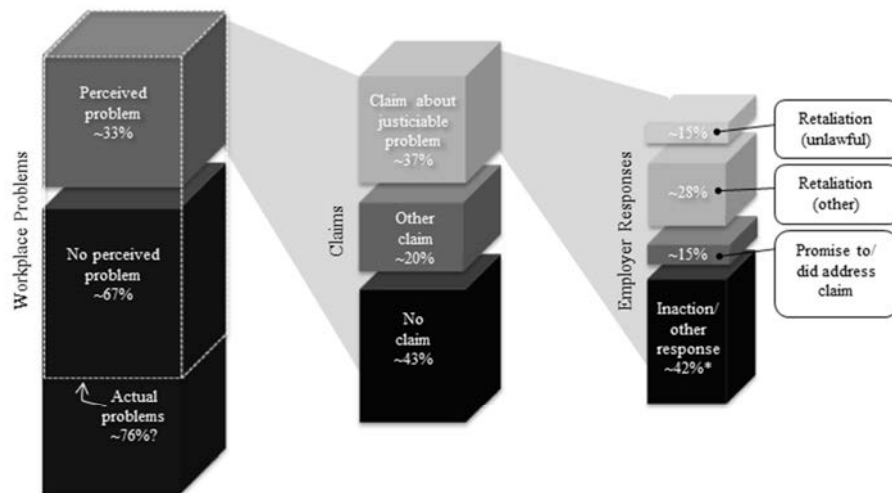 Workplace Problems
Perceived
problem
~33%
No perceived
problem
~67%
Actual
problems
~76%?
Claims
Claim about
justiciable
problem
~37%
Other
claim
~20%
No
claim
~43%
Employer Responses
~15%
~28%
~15%
Inaction/
other
response
~42%*
Retaliation
(unlawful)
Retaliation
(other)
Promise to/
did address
claim